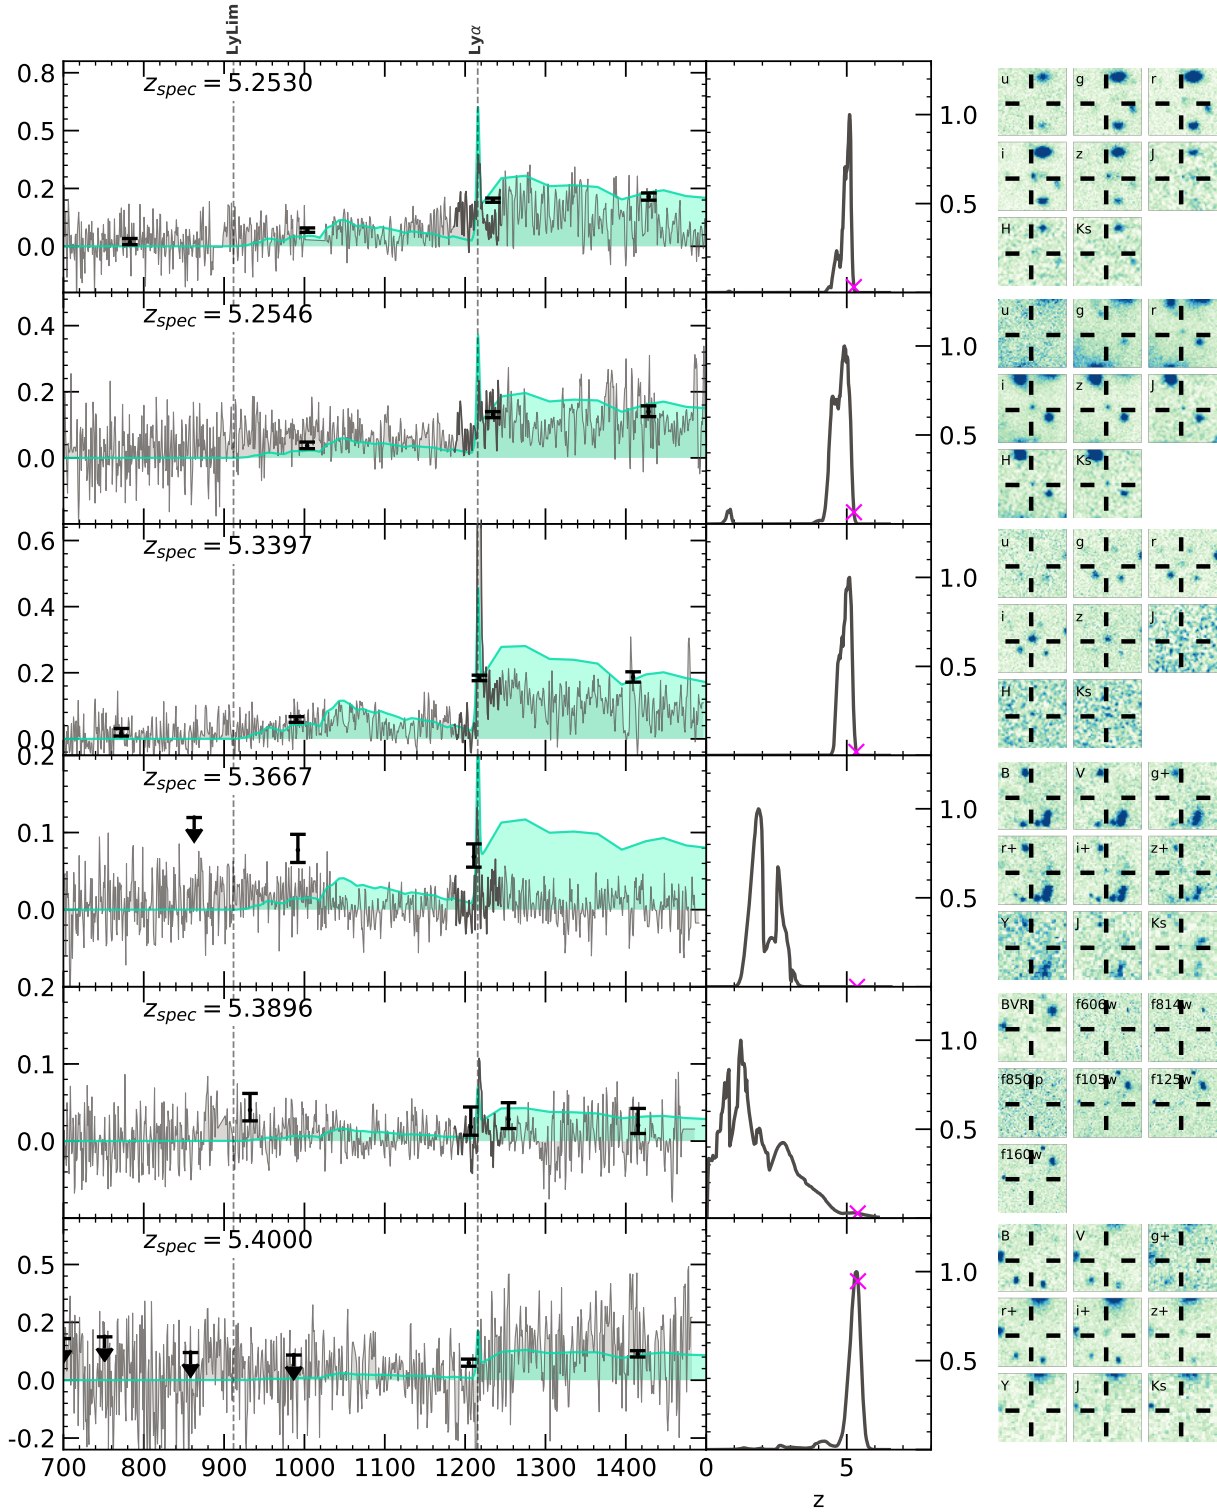 LyLim
Lyα
z_spec = 5.2530
0.8
0.5
0.2
0.0
1.0
0.5
u g r
i z J
H Ks
z_spec = 5.2546
0.4
0.2
0.0
1.0
0.5
u g r
i z J
H Ks
z_spec = 5.3397
0.6
0.4
0.2
0.0
1.0
0.5
u g r
i z J
H Ks
z_spec = 5.3667
0.2
0.2
0.1
0.0
1.0
0.5
B V g+
r+ i+ z+
Y J Ks
z_spec = 5.3896
0.2
0.1
0.0
1.0
0.5
BVR f606w f814w
f850lp f105w f125w
f160w
z_spec = 5.4000
0.5
0.2
0.0
-0.2
1.0
0.5
B V g+
r+ i+ z+
Y J Ks
700 800 900 1000 1100 1200 1300 1400 0 5
z